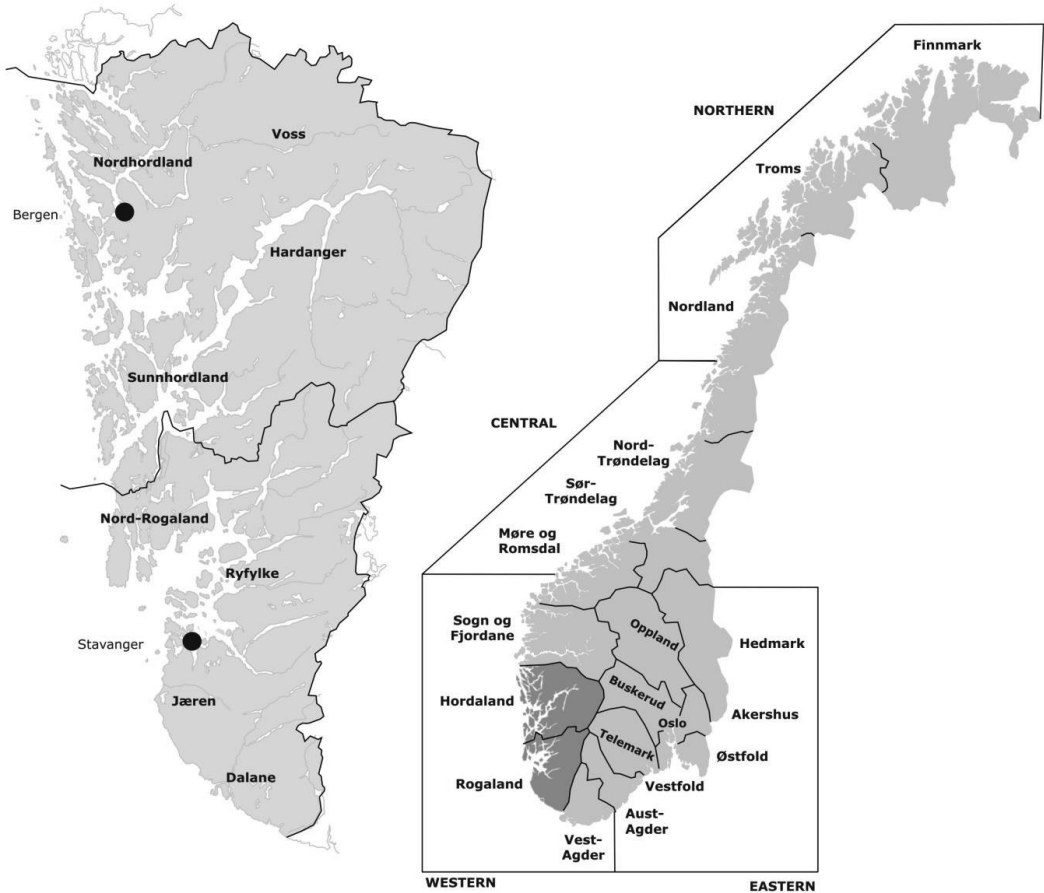 Voss
Nordhordland
Bergen
Hardanger
Sunnhordland
Nord-Rogaland
Ryfylke
Stavanger
Jæren
Dalane
Finnmark
NORTHERN
Troms
Nordland
CENTRAL
Nord-
Trøndelag
Sør-
Trøndelag
Møre og
Romsdal
Sogn og
Fjordane
Oppland
Hedmark
Hordaland
Buskerud
Akershus
Oslo
Telemark
Østfold
Rogaland
Vestfold
Aust-
Agder
Vest-
Agder
WESTERN
EASTERN